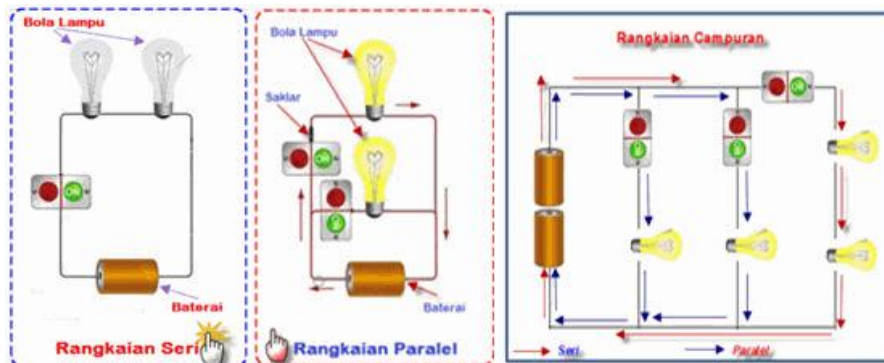 Bola Lampu
Baterai
Rangkaian Seri
Bola Lampu
Saklar
Baterai
Rangkaian Paralel
Rangkaian Campuran
Seri
Paralel